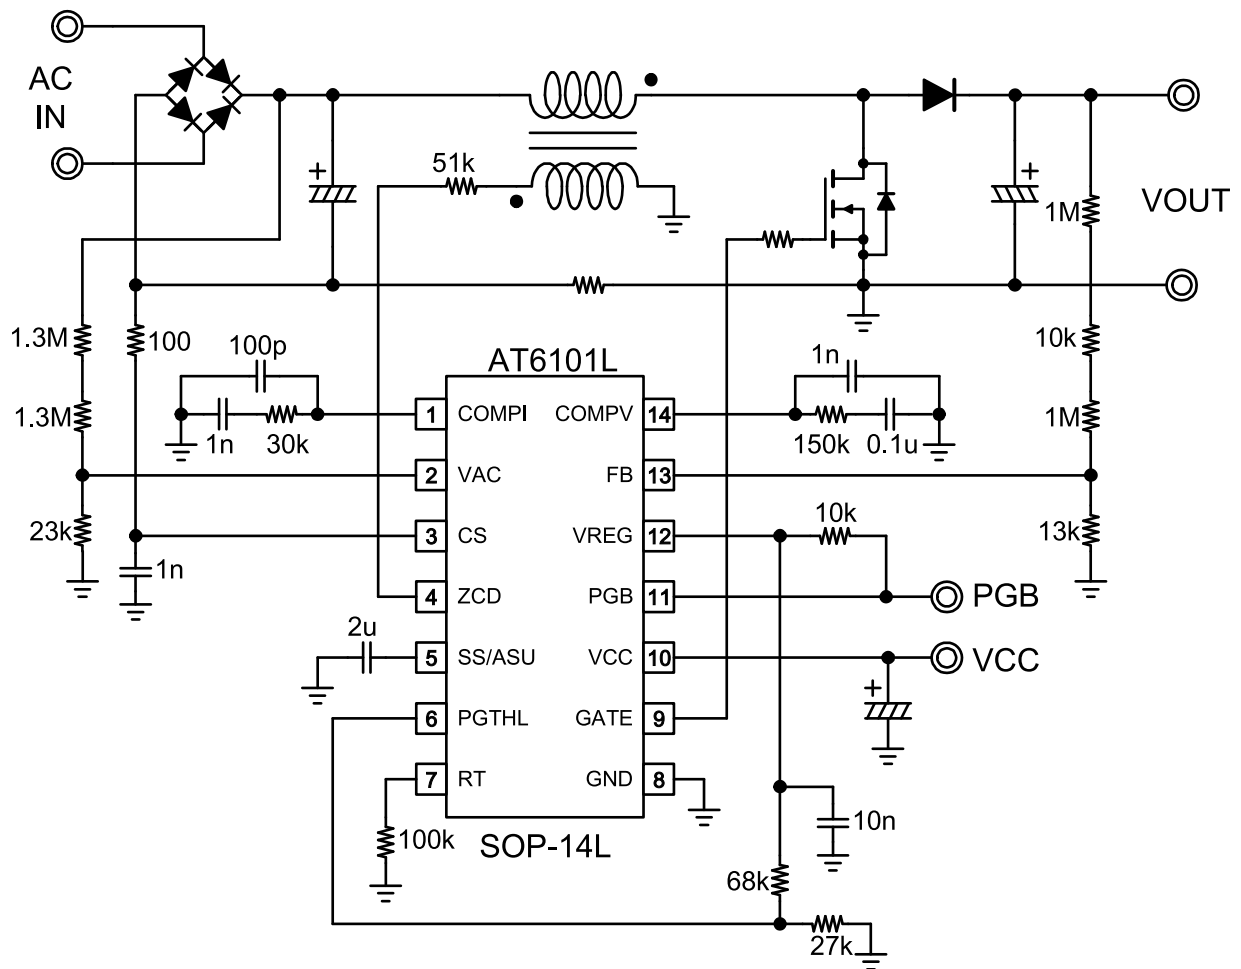 AC
IN
51k
+
+
1M
VOUT
1.3M
100
100p
AT6101L
1n
10k
1 COMPI COMPV 14
1.3M
1n 30k
150k 0.1u
1M
2 VAC FB 13
10k
23k
3 CS VREG 12
13k
1n
4 ZCD PGB 11
PGB
2u
5 SS/ASU VCC 10
VCC
+
6 PGTHL GATE 9
7 RT GND 8
100k
SOP-14L
10n
68k
27k